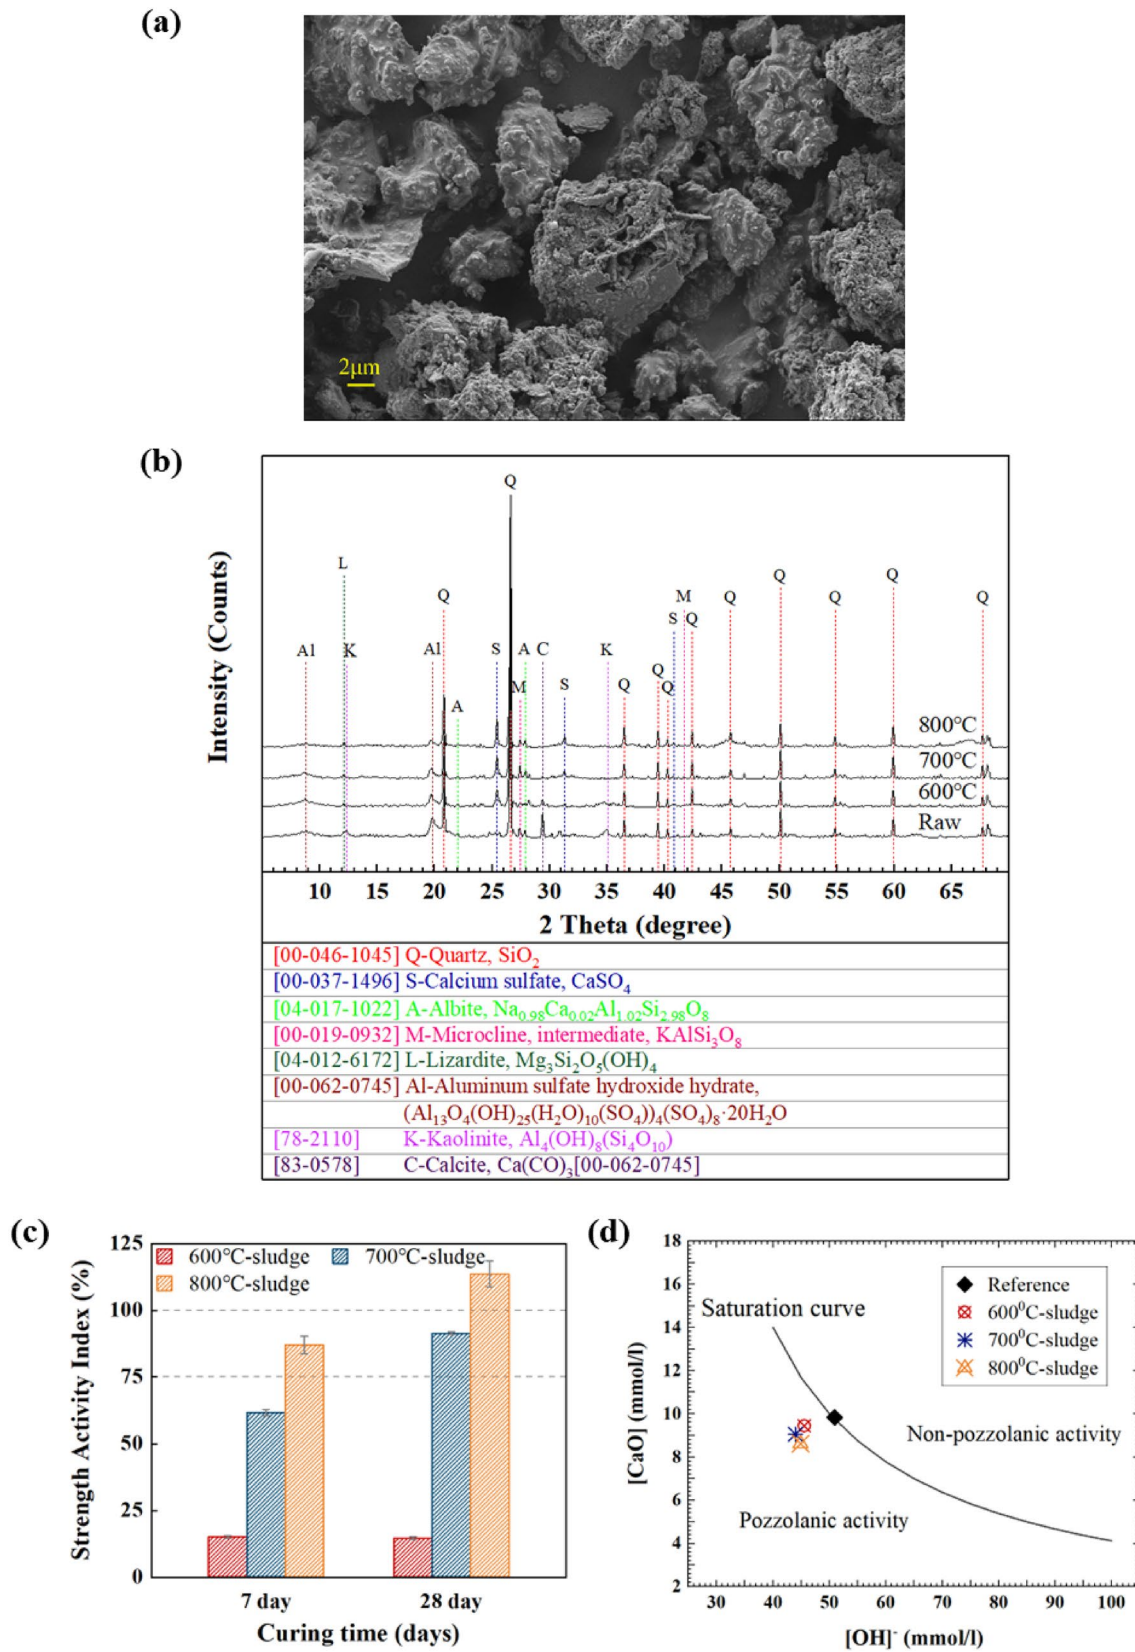 (a)
2μm
(b)
Intensity (Counts)
Q
L
Q
Q
Q
Q
Q
M
Q
Q
S
Q
Al
K
Al
S
A
C
K
M
S
Q
Q
Q
A
800°C
700°C
600°C
Raw
10 15 20 25 30 35 40 45 50 55 60 65
2 Theta (degree)
[00-046-1045] Q-Quartz, SiO₂
[00-037-1496] S-Calcium sulfate, CaSO₄
[04-017-1022] A-Albite, Na₀.₉₈Ca₀.₀₂Al₁.₀₂Si₂.₉₈O₈
[00-019-0932] M-Microcline, intermediate, KAlSi₃O₈
[04-012-6172] L-Lizardite, Mg₃Si₂O₅(OH)₄
[00-062-0745] Al-Aluminum sulfate hydroxide hydrate,
(Al₁₃O₄(OH)₂₅(H₂O)₁₀(SO₄))₄(SO₄)₈·20H₂O
[78-2110] K-Kaolinite, Al₄(OH)₈(Si₄O₁₀)
[83-0578] C-Calcite, Ca(CO)₃[00-062-0745]
(c)
Strength Activity Index (%)
125
100
75
50
25
0
600°C-sludge 700°C-sludge
800°C-sludge
7 day 28 day
Curing time (days)
(d)
[CaO] (mmol/l)
18
16
14
12
10
8
6
4
2
Saturation curve
Reference
600⁰C-sludge
700⁰C-sludge
800⁰C-sludge
Non-pozzolanic activity
Pozzolanic activity
30 40 50 60 70 80 90 100
[OH]⁻ (mmol/l)